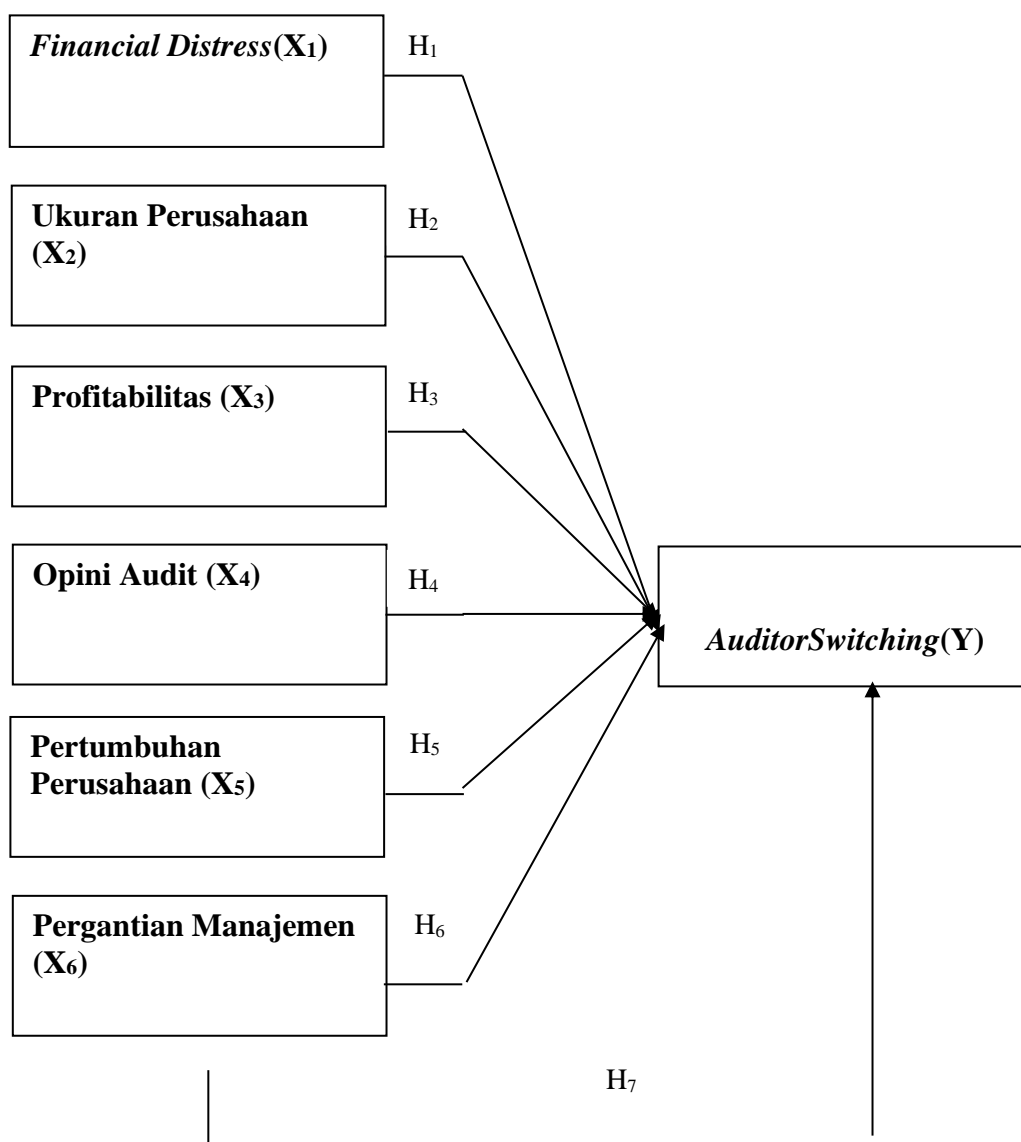 Financial Distress(X₁)
H₁
Ukuran Perusahaan
(X₂)
H₂
Profitabilitas (X₃)
H₃
Opini Audit (X₄)
H₄
AuditorSwitching(Y)
Pertumbuhan
Perusahaan (X₅)
H₅
Pergantian Manajemen
(X₆)
H₆
H₇